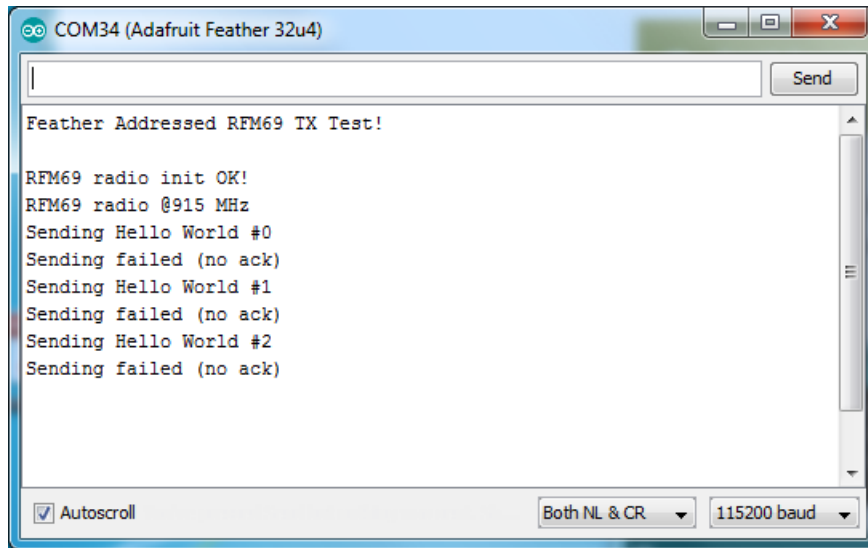 COM34 (Adafruit Feather 32u4)
Send
Feather Addressed RFM69 TX Test!
RFM69 radio init OK!
RFM69 radio @915 MHz
Sending Hello World #0
Sending failed (no ack)
Sending Hello World #1
Sending failed (no ack)
Sending Hello World #2
Sending failed (no ack)
Autoscroll
Both NL & CR
115200 baud